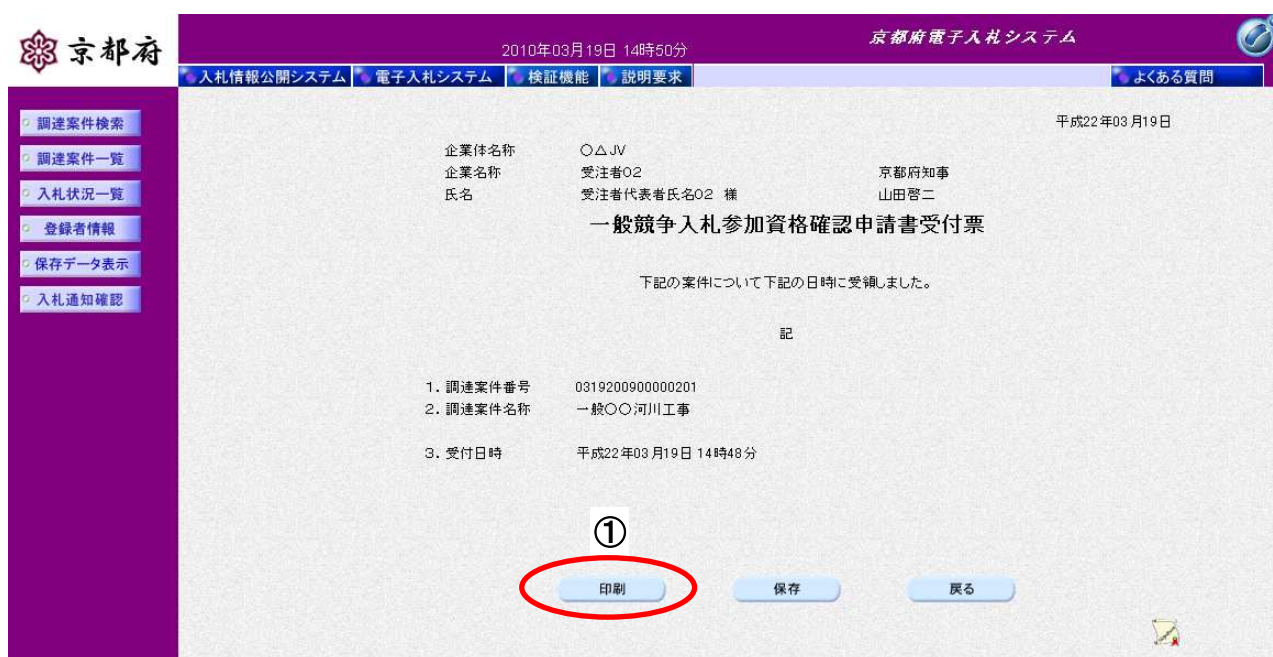 京都府
2010年03月19日 14時50分
京都府電子入札システム
入札情報公開システム 電子入札システム 検証機能 説明要求 よくある質問
調達案件検索
調達案件一覧
入札状況一覧
登録者情報
保存データ表示
入札通知確認
平成22年03月19日
企業体名称 ○△JV
企業名称 受注者02 京都府知事
氏名 受注者代表者氏名02 様 山田啓二
一般競争入札参加資格確認申請書受付票
下記の案件について下記の日時に受領しました。
記
1. 調達案件番号 0319200900000201
2. 調達案件名称 一般○○河川工事
3. 受付日時 平成22年03月19日 14時48分
①
印刷 保存 戻る